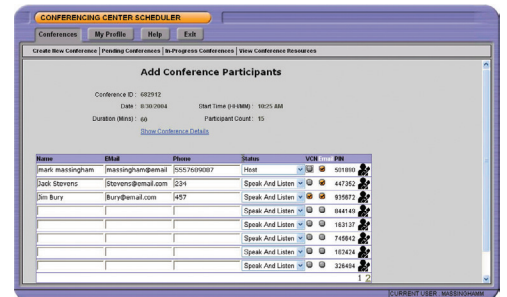 CONFERENCING CENTER SCHEDULER
Conferences My Profile Help Exit
Create New Conference | Pending Conferences | In-Progress Conferences | View Conference Resources
Add Conference Participants
Conference ID : 682912
Date : 8/30/2004 Start Time (HH:MM) : 10:25 AM
Duration (Mins) : 60 Participant Count : 15
Show Conference Details
Name EMail Phone Status VCN Email PIN
mark massingham massingham@email 5557689087 Host 501890
Jack Stevens Stevens@email.com 234 Speak And Listen 447352
Jim Bury Bury@email.com 457 Speak And Listen 935872
Speak And Listen 844149
Speak And Listen 163137
Speak And Listen 745842
Speak And Listen 102424
Speak And Listen 326494
1 2
CURRENT USER : MASSINGHAMM